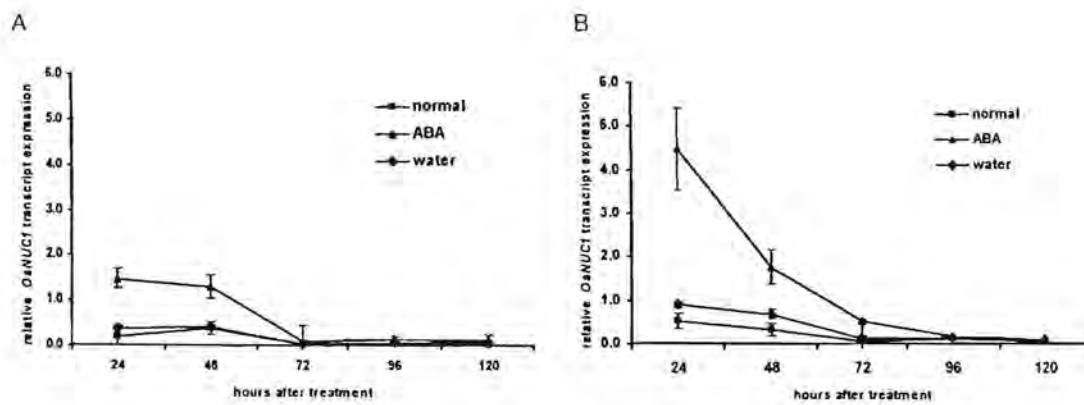 A
6.0
5.0
4.0
3.0
2.0
1.0
0.0
relative OsNUC1 transcript expression
normal
ABA
water
24
48
72
96
120
hours after treatment
B
6.0
5.0
4.0
3.0
2.0
1.0
0.0
relative OsNUC1 transcript expression
normal
ABA
water
24
48
72
96
120
hours after treatment